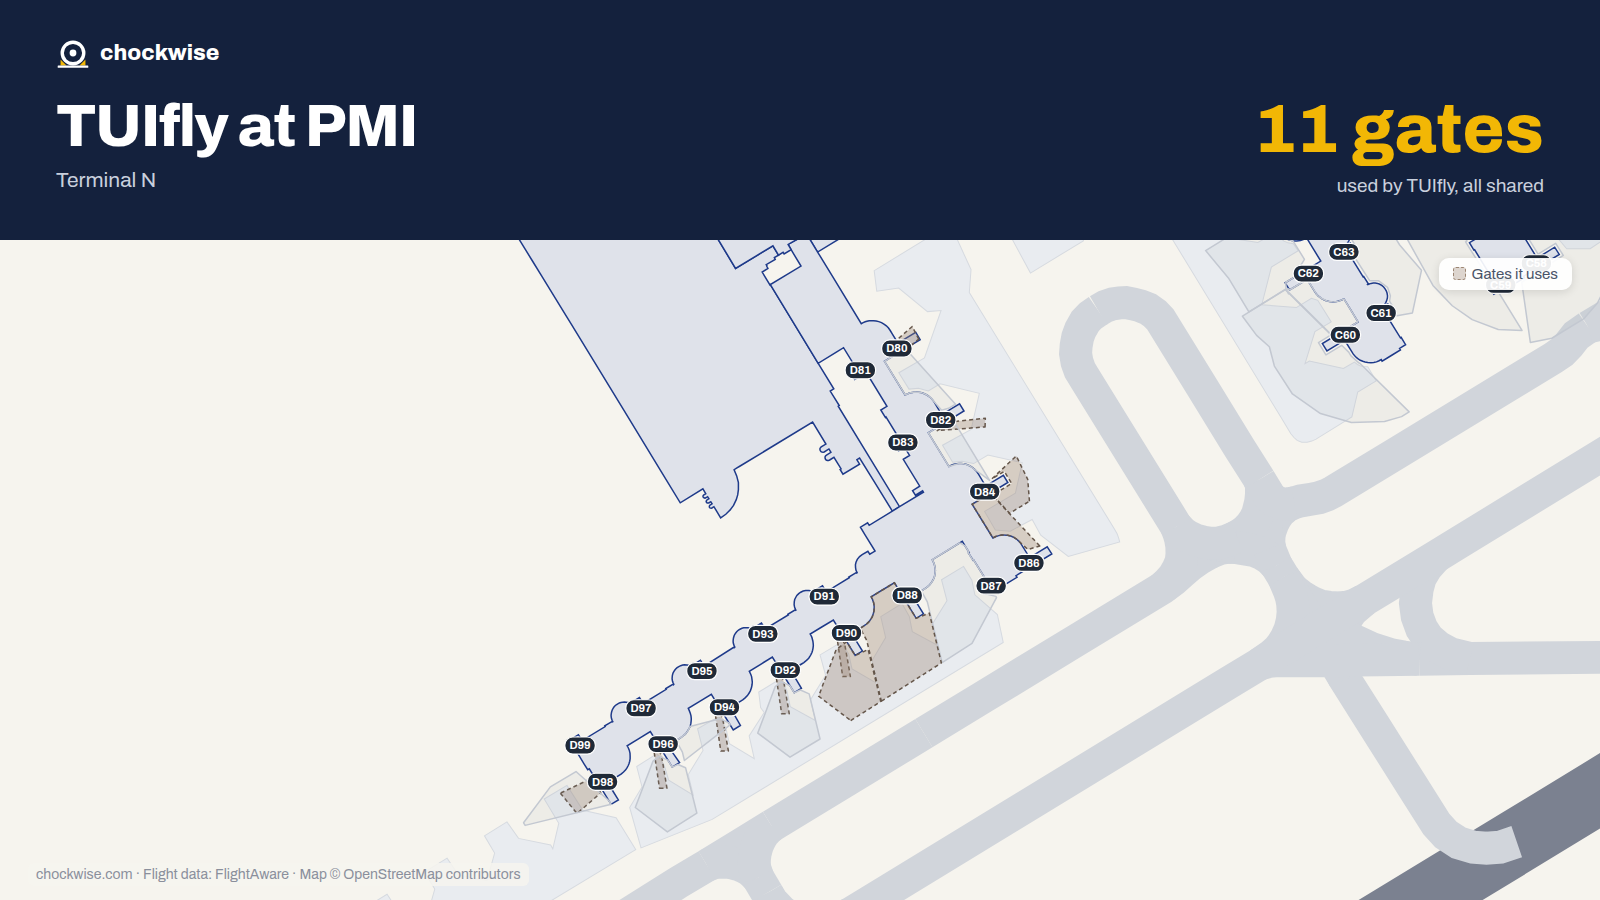 chockwise
TUIfly at PMI
Terminal N
11 gates
used by TUIfly, all shared
C63
C62
Gates it uses
C61
C60
D80
D81
D82
D83
D84
D86
D87
D88
D91
D90
D93
D92
D95
D94
D97
D96
D99
D98
chockwise.com · Flight data: FlightAware · Map © OpenStreetMap contributors